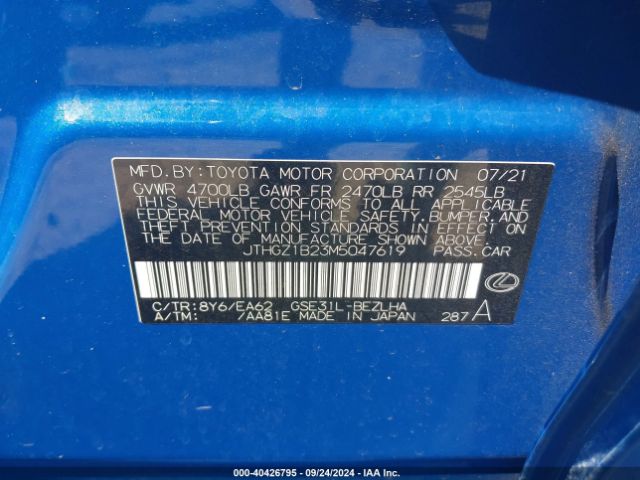 MFD. BY: TOYOTA MOTOR CORPORATION 07/21
GVWR 4700LB GAWR FR 2470LB RR 2545LB
THIS VEHICLE CONFORMS TO ALL APPLICABLE
FEDERAL MOTOR VEHICLE SAFETY, BUMPER, AND
THEFT PREVENTION STANDARDS IN EFFECT ON
THE DATE OF MANUFACTURE SHOWN ABOVE.
JTHGZ1B23M5047619 PASS.CAR
C/TR:8Y6/EA62 GSE31L-BEZLHA
A/TM: /AA81E MADE IN JAPAN 287 A
000-40426795 - 09/24/2024 - IAAI.COM